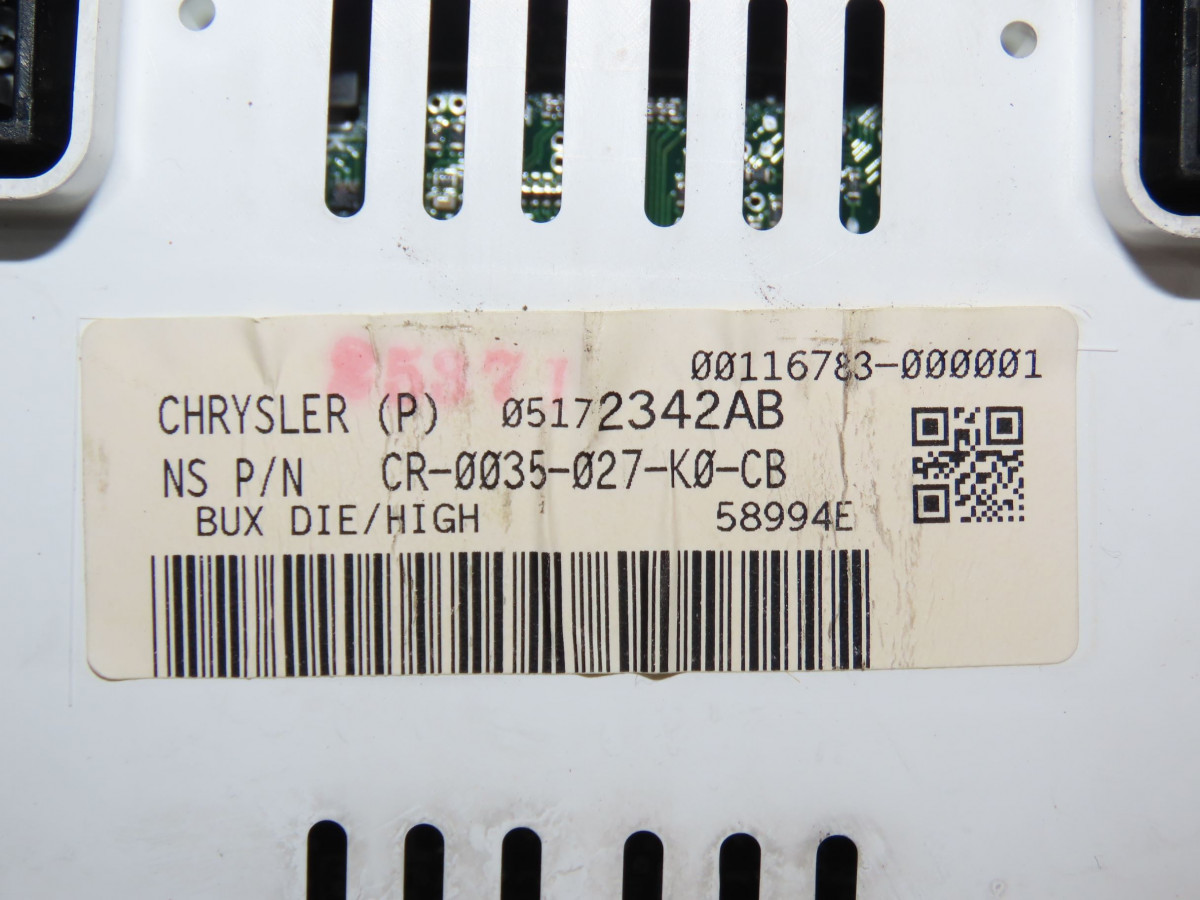 00116783-000001
CHRYSLER (P) 05172342AB
NS P/N CR-0035-027-K0-CB
BUX DIE/HIGH 58994E